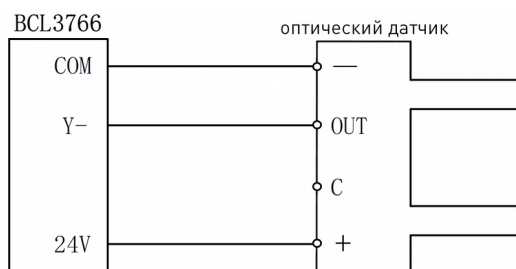 BCL3766
оптический датчик
COM
—
Y-
OUT
C
24V
+